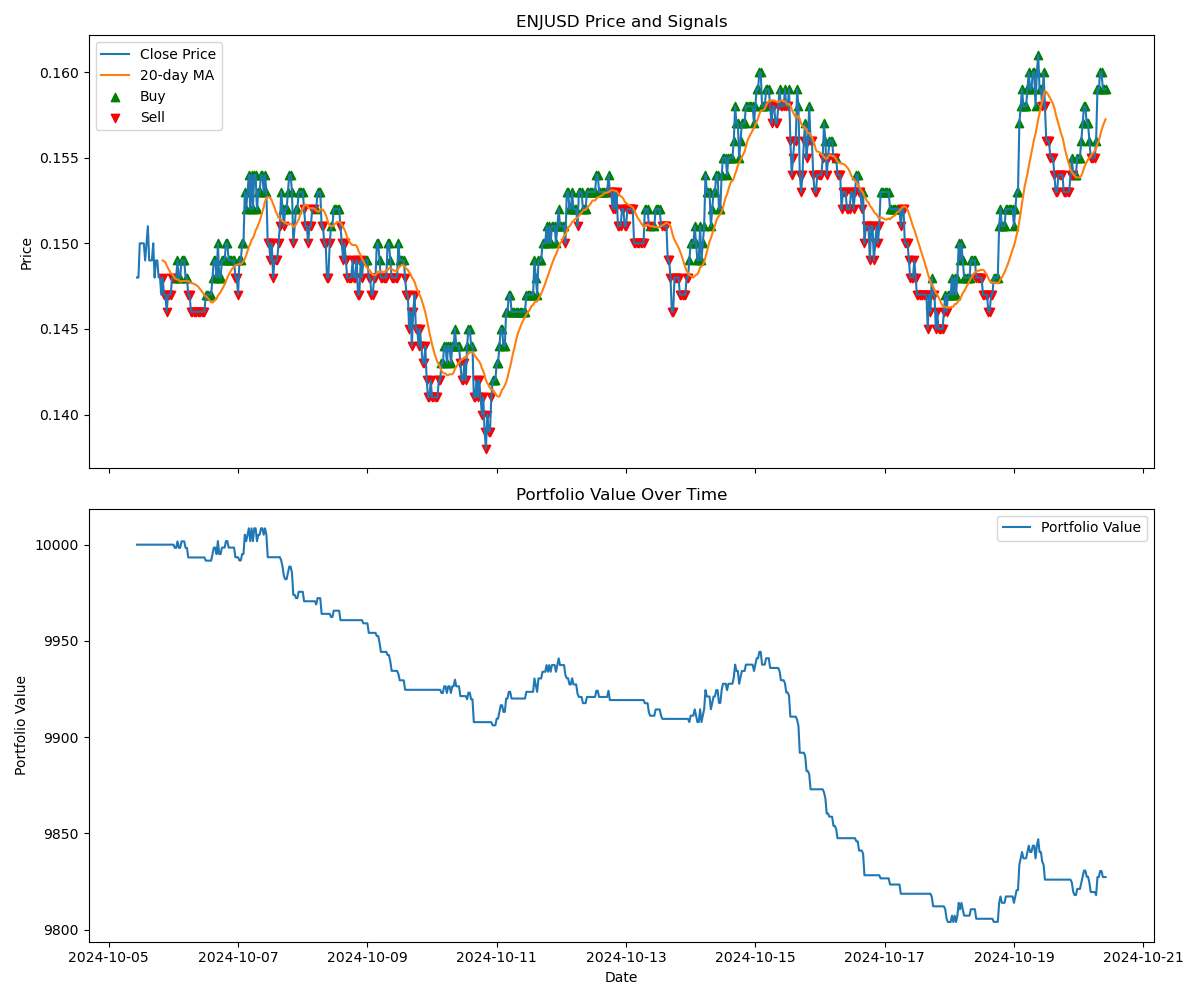 ENJUSD Price and Signals
Close Price
20-day MA
Buy
Sell
0.160
0.155
0.150
0.145
0.140
Price
Portfolio Value Over Time
Portfolio Value
10000
9950
9900
9850
9800
Portfolio Value
2024-10-05 2024-10-07 2024-10-09 2024-10-11 2024-10-13 2024-10-15 2024-10-17 2024-10-19 2024-10-21
Date